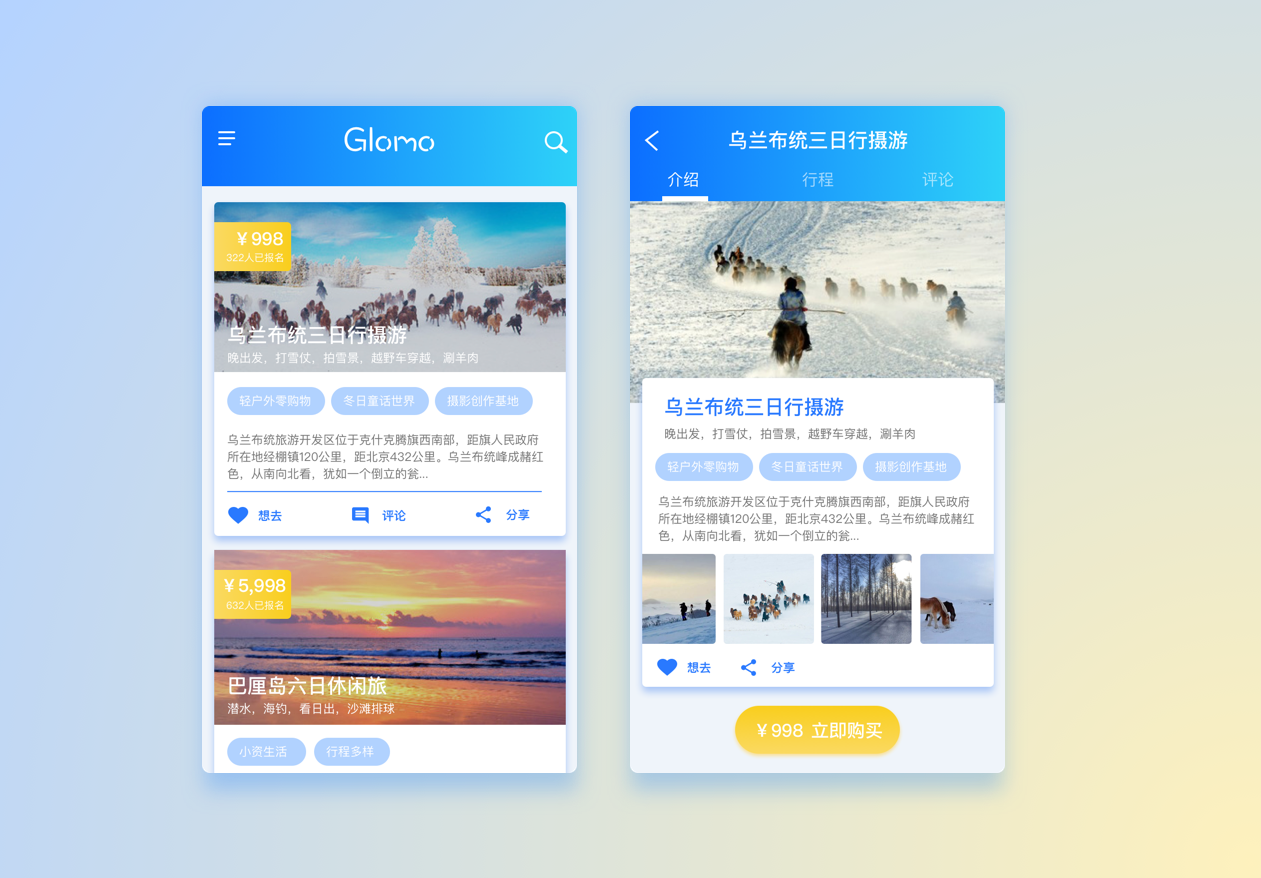 Glomo
¥ 998
322人已报名
乌兰布统三日行摄游
晚出发，打雪仗，拍雪景，越野车穿越，涮羊肉
轻户外零购物
冬日童话世界
摄影创作基地
乌兰布统旅游开发区位于克什克腾旗西南部，距旗人民政府
所在地经棚镇120公里，距北京432公里。乌兰布统峰成赭红
色，从南向北看，犹如一个倒立的瓮...
想去
评论
分享
¥ 5,998
632人已报名
巴厘岛六日休闲旅
潜水，海钓，看日出，沙滩排球
小资生活
行程多样
乌兰布统三日行摄游
介绍
行程
评论
乌兰布统三日行摄游
晚出发，打雪仗，拍雪景，越野车穿越，涮羊肉
轻户外零购物
冬日童话世界
摄影创作基地
乌兰布统旅游开发区位于克什克腾旗西南部，距旗人民政府
所在地经棚镇120公里，距北京432公里。乌兰布统峰成赭红
色，从南向北看，犹如一个倒立的瓮...
想去
分享
¥ 998 立即购买